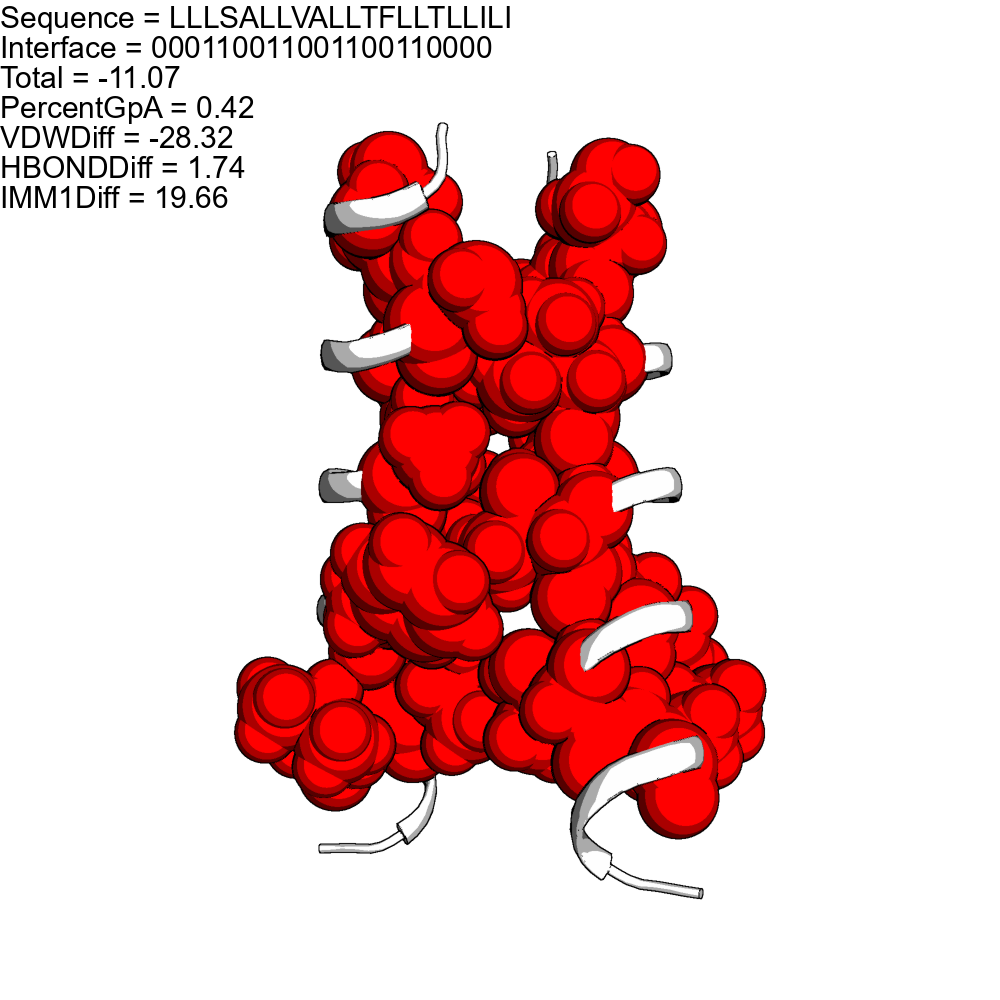 Sequence = LLLSALLVALLTFLLTLLILI
Interface = 000110011001100110000
Total = -11.07
PercentGpA = 0.42
VDWDiff = -28.32
HBONDDiff = 1.74
IMM1Diff = 19.66